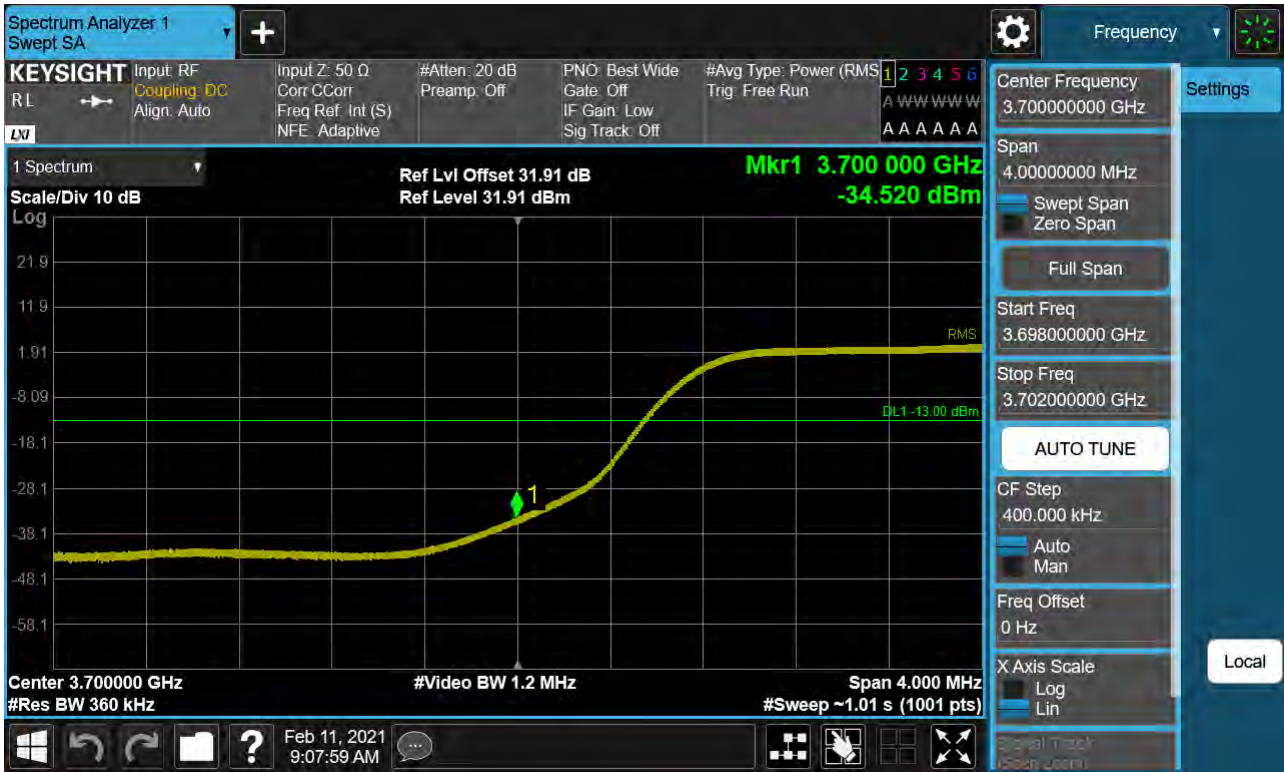 Spectrum Analyzer 1
Swept SA
+
Frequency
KEYSIGHT
RL
LXI
Input: RF
Coupling: DC
Align: Auto
Input Z: 50 Ω
Corr CCorr
Freq Ref: Int (S)
NFE: Adaptive
#Atten: 20 dB
Preamp: Off
PNO: Best Wide
Gate: Off
IF Gain: Low
Sig Track: Off
#Avg Type: Power (RMS
Trig: Free Run
1 2 3 4 5 6
A W W W W W
A A A A A A
1 Spectrum
Scale/Div 10 dB
Log
Ref Lvl Offset 31.91 dB
Ref Level 31.91 dBm
Mkr1 3.700 000 GHz
-34.520 dBm
21.9
11.9
1.91
-8.09
-18.1
-28.1
-38.1
-48.1
-58.1
RMS
DL1 -13.00 dBm
1
Center 3.700000 GHz
#Res BW 360 kHz
#Video BW 1.2 MHz
Span 4.000 MHz
#Sweep ~1.01 s (1001 pts)
Center Frequency
3.700000000 GHz
Settings
Span
4.00000000 MHz
Swept Span
Zero Span
Full Span
Start Freq
3.698000000 GHz
Stop Freq
3.702000000 GHz
AUTO TUNE
CF Step
400.000 kHz
Auto
Man
Freq Offset
0 Hz
X Axis Scale
Log
Lin
Local
Signal Track
(Span Zoom)
?
Feb 11, 2021
9:07:59 AM